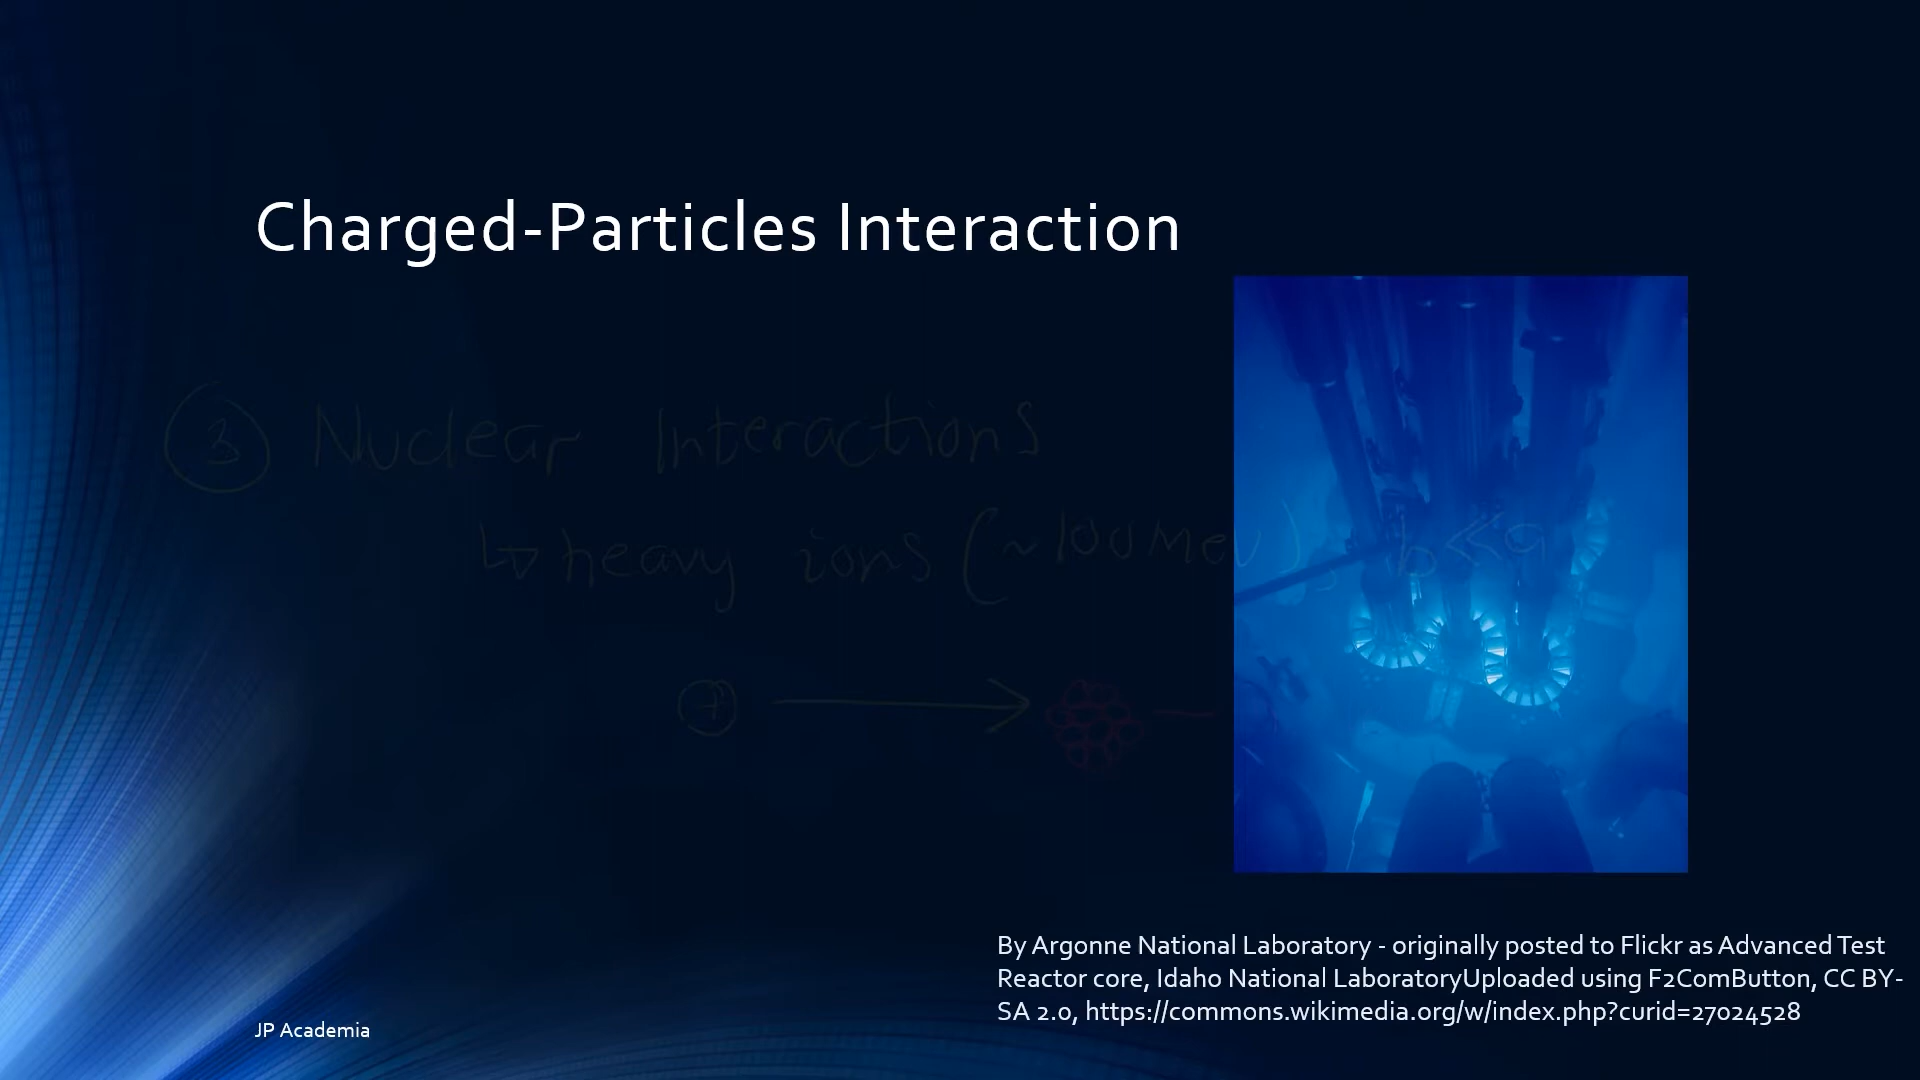 Charged-Particles Interaction
3 Nuclear Interactions
↳ heavy ions (~100 MeV), b<<a
+
By Argonne National Laboratory - originally posted to Flickr as Advanced Test
Reactor core, Idaho National LaboratoryUploaded using F2ComButton, CC BY-
SA 2.0, https://commons.wikimedia.org/w/index.php?curid=27024528
JP Academia